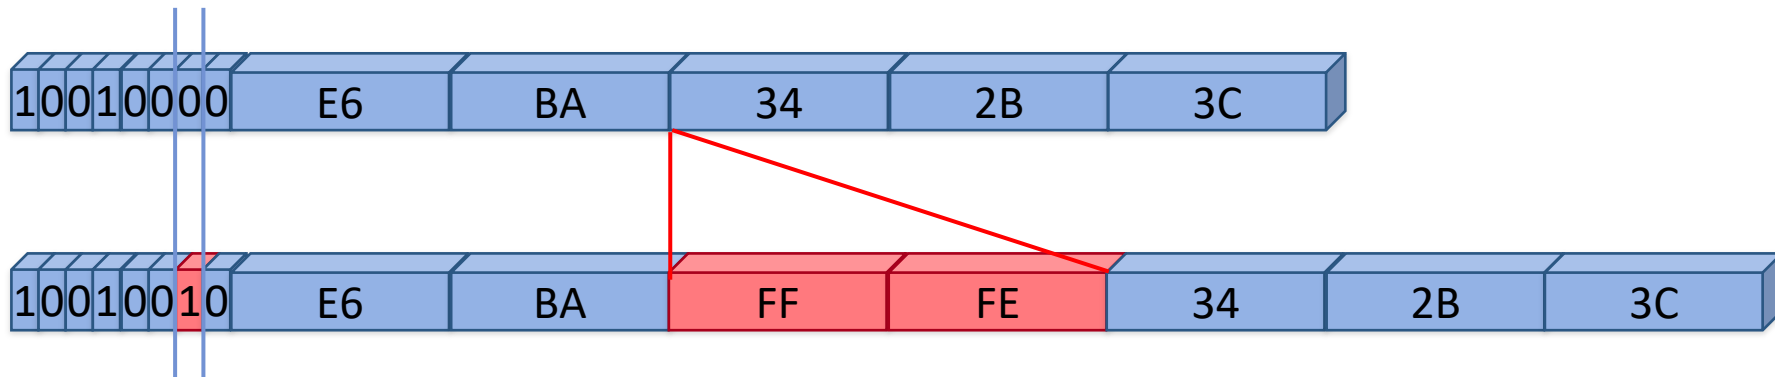 10010000 E6 BA 34 2B 3C
10010010 E6 BA FF FE 34 2B 3C